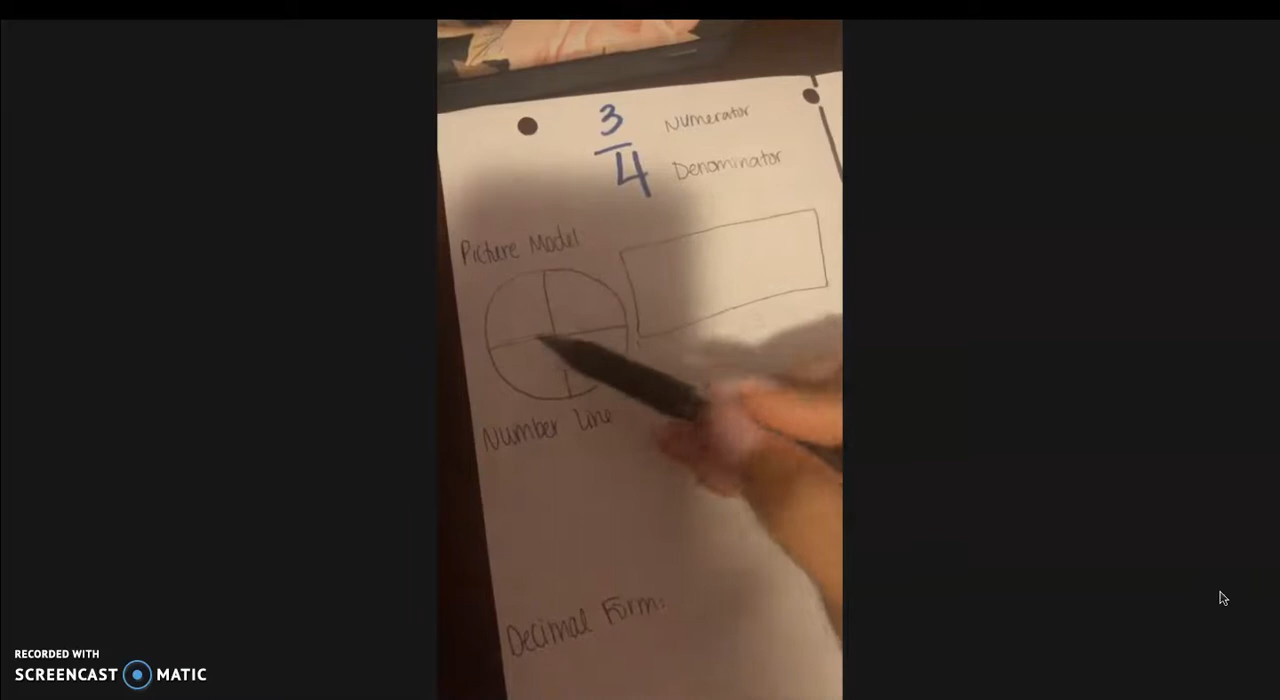 3 Numerator
4 Denominator
Picture Model
Number Line
Decimal Form:
RECORDED WITH
SCREENCAST MATIC